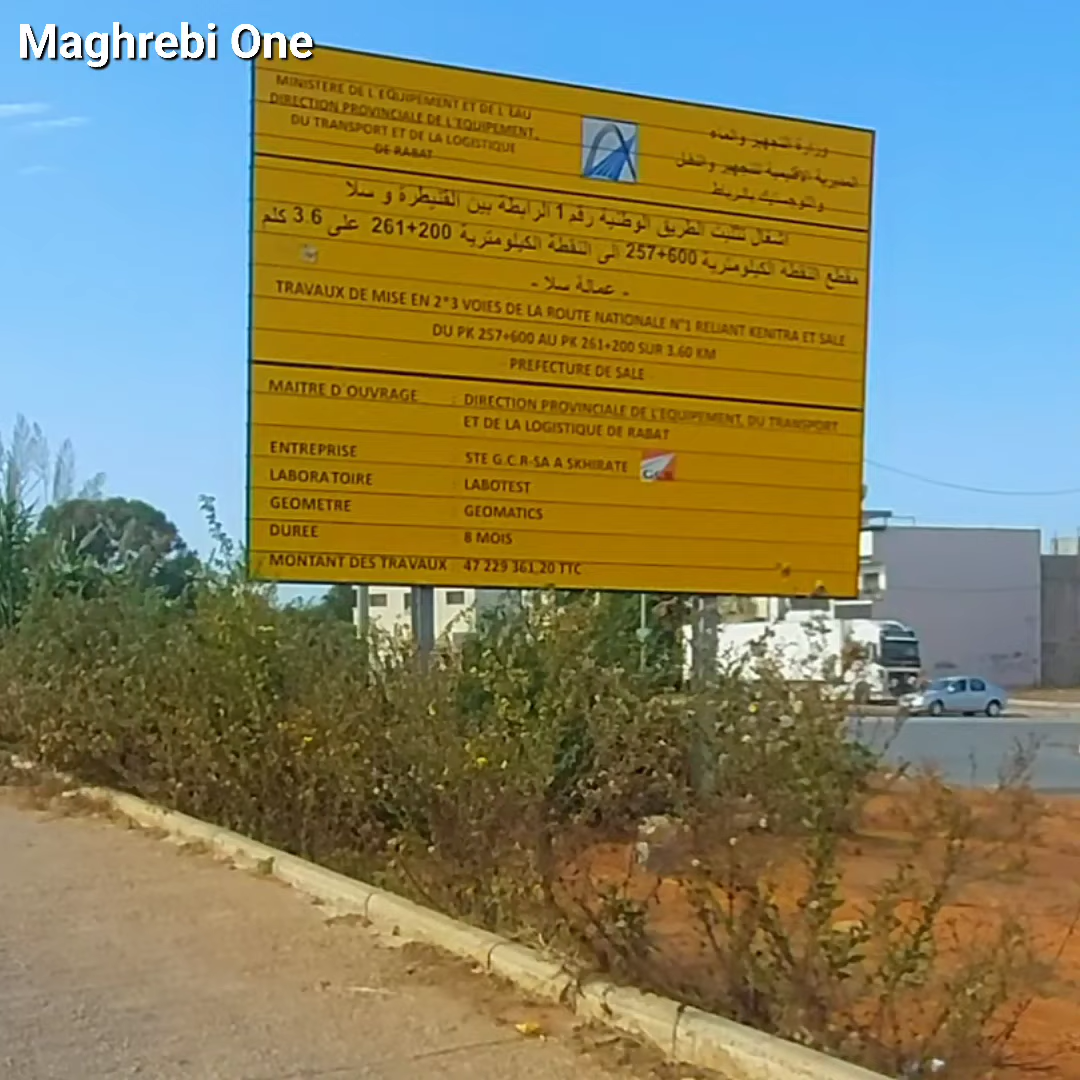 Maghrebi One
MINISTERE DE L EQUIPEMENT ET DE L EAU
DIRECTION PROVINCIALE DE L'EQUIPEMENT,
DU TRANSPORT ET DE LA LOGISTIQUE
DE RABAT
وزارة التجهيز والماء
المديرية الاقليمية للتجهيز والنقل
واللوجستيك بالرباط
اشغال تثليث الطريق الوطنية رقم 1 الرابطة بين القنيطرة و سلا
مقطع النقطة الكيلومترية 257+600 الى النقطة الكيلومترية 261+200 على 3.6 كلم
- عمالة سلا -
TRAVAUX DE MISE EN 2*3 VOIES DE LA ROUTE NATIONALE N°1 RELIANT KENITRA ET SALE
DU PK 257+600 AU PK 261+200 SUR 3.60 KM
PREFECTURE DE SALE
MAITRE D OUVRAGE : DIRECTION PROVINCIALE DE L'EQUIPEMENT, DU TRANSPORT
ET DE LA LOGISTIQUE DE RABAT
ENTREPRISE STE G.C.R-SA A SKHIRATE GCR
LABORATOIRE LABOTEST
GEOMETRE GEOMATICS
DUREE 8 MOIS
MONTANT DES TRAVAUX 47 229 361,20 TTC